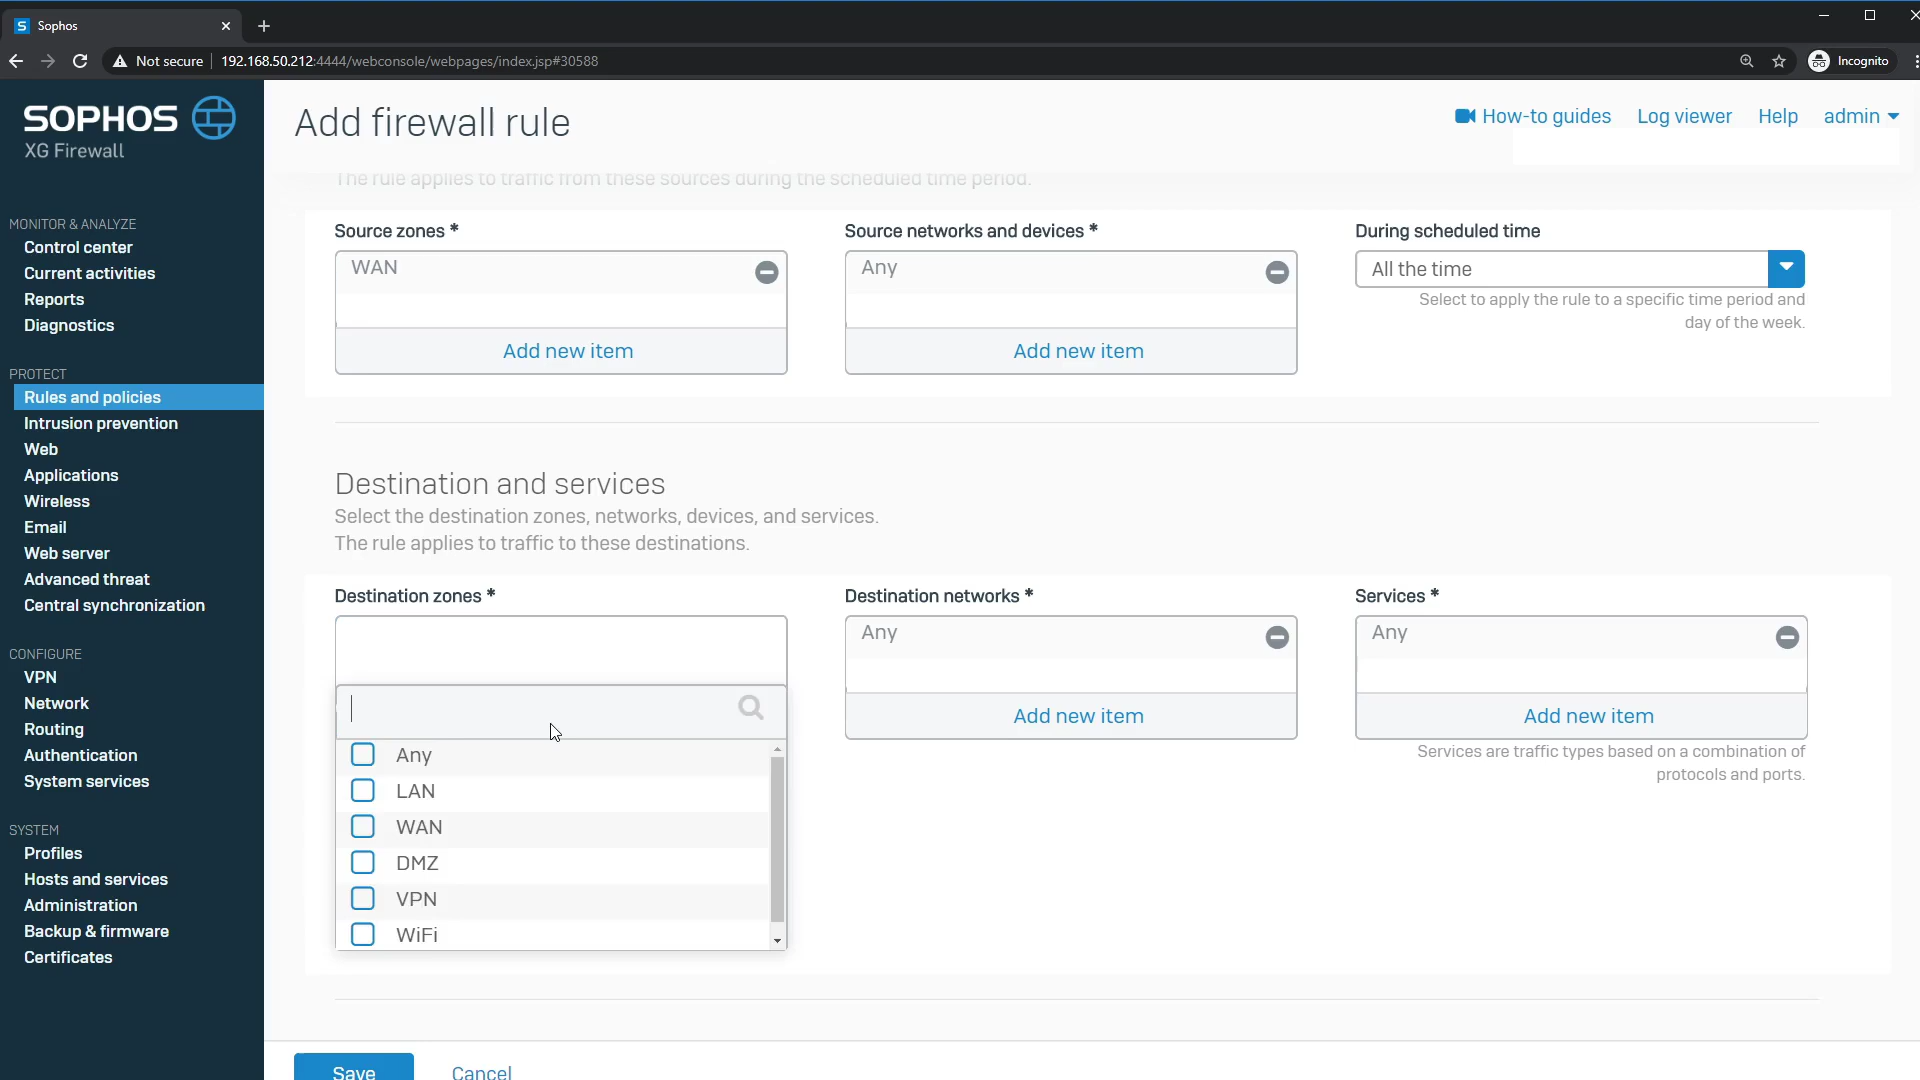 Sophos
Not secure
192.168.50.212:4444/webconsole/webpages/index.jsp#30588
Incognito
SOPHOS
XG Firewall
Add firewall rule
How-to guides
Log viewer
Help
admin
MONITOR & ANALYZE
Control center
Current activities
Reports
Diagnostics
PROTECT
Rules and policies
Intrusion prevention
Web
Applications
Wireless
Email
Web server
Advanced threat
Central synchronization
CONFIGURE
VPN
Network
Routing
Authentication
System services
SYSTEM
Profiles
Hosts and services
Administration
Backup & firmware
Certificates
The rule applies to traffic from these sources during the scheduled time period.
Source zones *
WAN
Add new item
Source networks and devices *
Any
Add new item
During scheduled time
All the time
Select to apply the rule to a specific time period and
day of the week.
Destination and services
Select the destination zones, networks, devices, and services.
The rule applies to traffic to these destinations.
Destination zones *
Any
LAN
WAN
DMZ
VPN
WiFi
Destination networks *
Any
Add new item
Services *
Any
Add new item
Services are traffic types based on a combination of
protocols and ports.
Save
Cancel